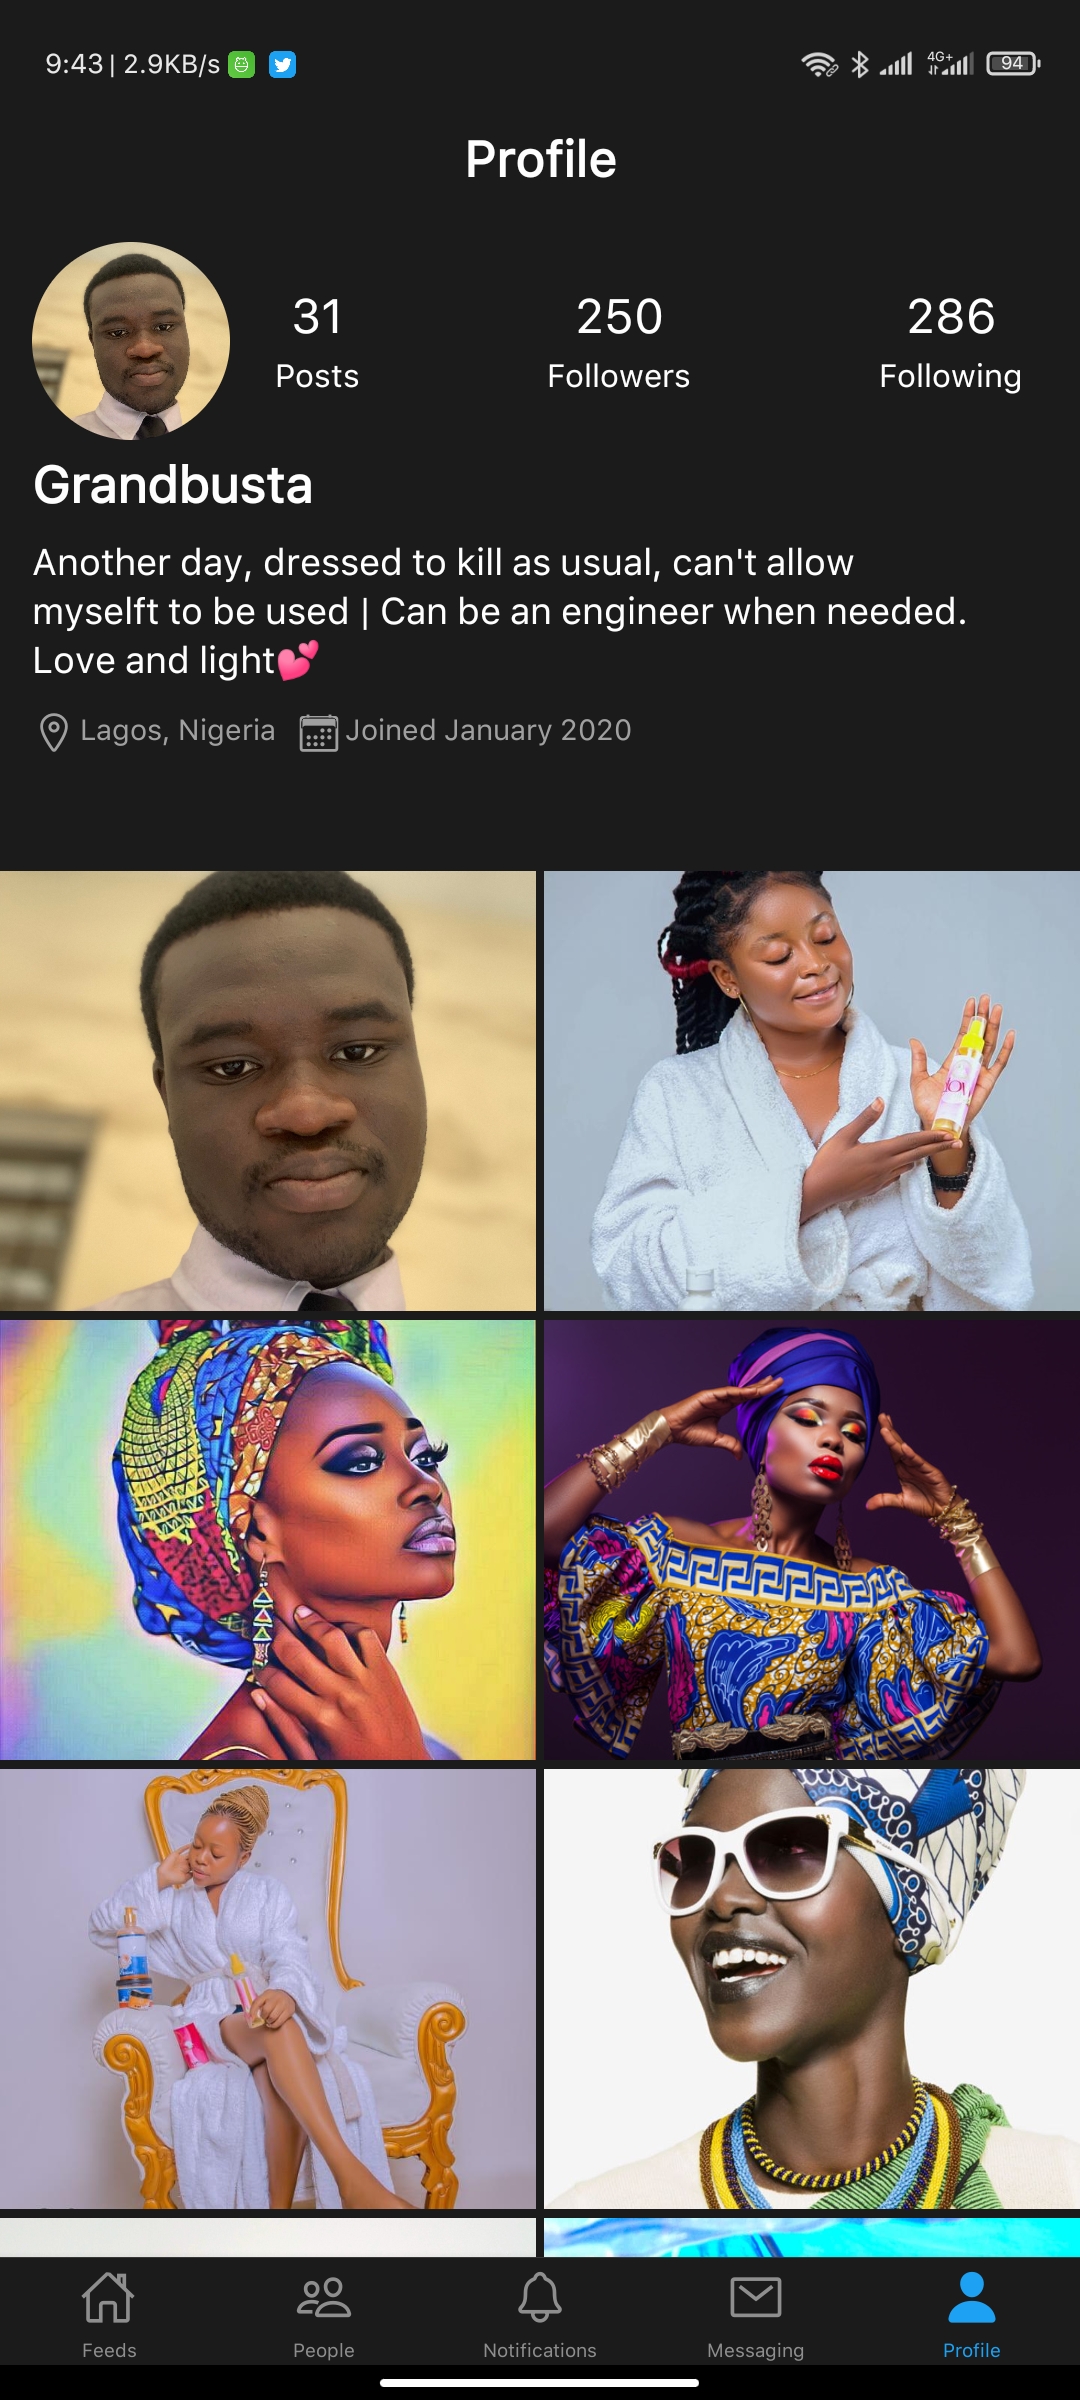 9:43 | 2.9KB/s
4G+
94
Profile
31
250
286
Posts
Followers
Following
Grandbusta
Another day, dressed to kill as usual, can't allow
myselft to be used | Can be an engineer when needed.
Love and light💕
Lagos, Nigeria
Joined January 2020
Feeds
People
Notifications
Messaging
Profile